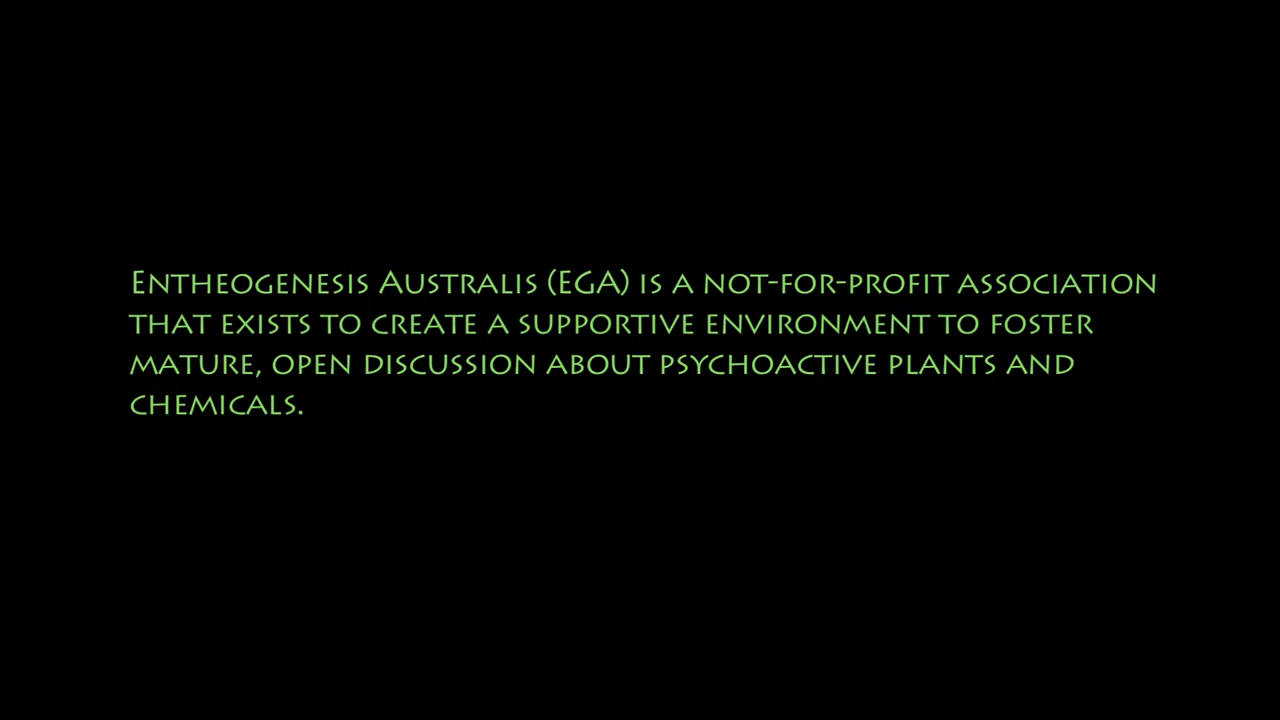 Entheogenesis Australis (EGA) is a not-for-profit association
that exists to create a supportive environment to foster
mature, open discussion about psychoactive plants and
chemicals.